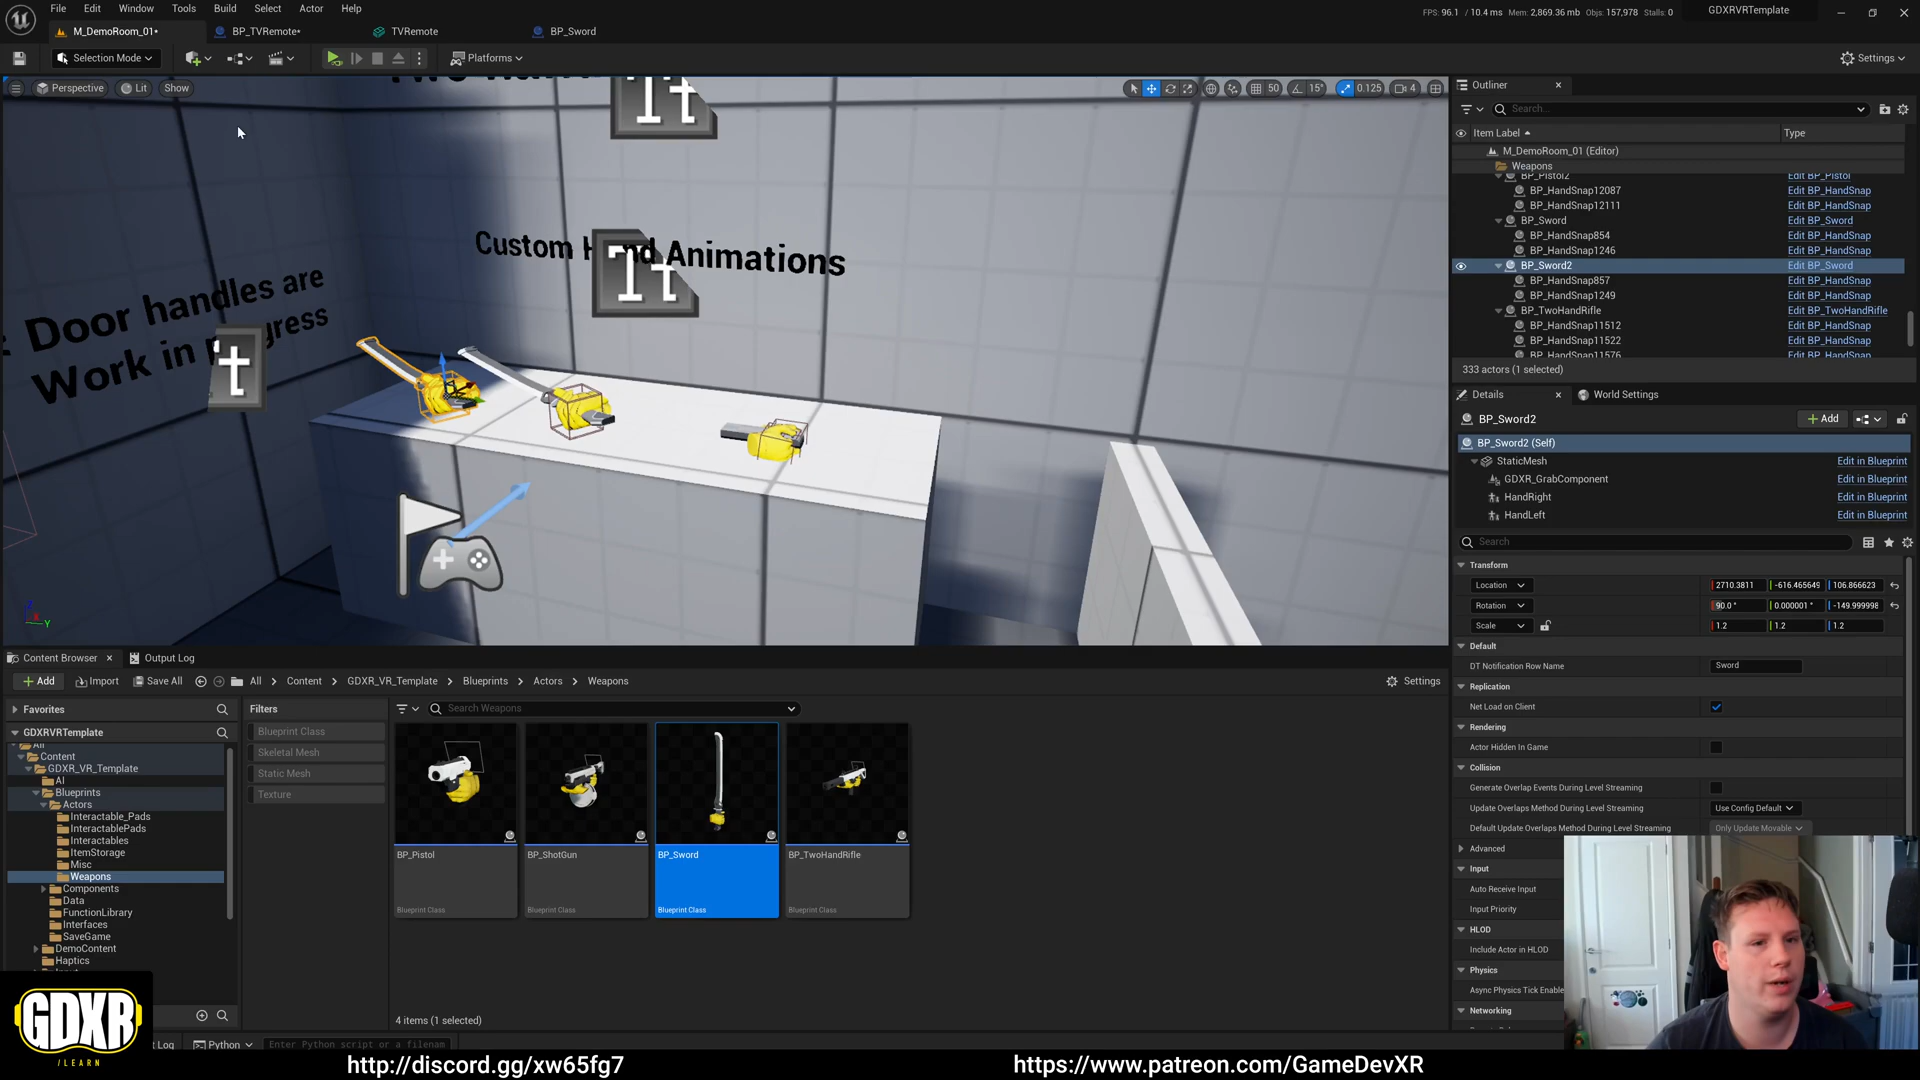 File Edit Window Tools Build Select Actor Help
FPS: 96.1 / 10.4 ms Mem: 2,869.36 mb Objs: 157,978 Stalls: 0
GDXRVRTemplate
M_DemoRoom_01*
BP_TVRemote*
TVRemote
BP_Sword
Selection Mode
Platforms
Settings
Perspective
Lit
Show
50
15°
0.125
4
Tt
Custom Hand Animations
Tt
Door handles are
Work in progress
Outliner
Search...
Item Label
Type
M_DemoRoom_01 (Editor)
Weapons
BP_Pistol2 Edit BP_Pistol
BP_HandSnap12087 Edit BP_HandSnap
BP_HandSnap12111 Edit BP_HandSnap
BP_Sword Edit BP_Sword
BP_HandSnap854 Edit BP_HandSnap
BP_HandSnap1246 Edit BP_HandSnap
BP_Sword2 Edit BP_Sword
BP_HandSnap857 Edit BP_HandSnap
BP_HandSnap1249 Edit BP_HandSnap
BP_TwoHandRifle Edit BP_TwoHandRifle
BP_HandSnap11512 Edit BP_HandSnap
BP_HandSnap11522 Edit BP_HandSnap
BP_HandSnap11576 Edit BP_HandSnap
333 actors (1 selected)
Details
World Settings
BP_Sword2
Add
BP_Sword2 (Self)
StaticMesh Edit in Blueprint
GDXR_GrabComponent Edit in Blueprint
HandRight Edit in Blueprint
HandLeft Edit in Blueprint
Search
Transform
Location 2710.3811 -616.465649 106.866623
Rotation 90.0 ° 0.000001 ° -149.999998
Scale 1.2 1.2 1.2
Default
DT Notification Row Name Sword
Replication
Net Load on Client
Rendering
Actor Hidden In Game
Collision
Generate Overlap Events During Level Streaming
Update Overlaps Method During Level Streaming Use Config Default
Default Update Overlaps Method During Level Streaming Only Update Movable
Advanced
Input
Auto Receive Input
Input Priority
HLOD
Include Actor in HLOD
Physics
Async Physics Tick Enable
Networking
Content Browser
Output Log
Add
Import
Save All
All > Content > GDXR_VR_Template > Blueprints > Actors > Weapons
Settings
Favorites
GDXRVRTemplate
All
Content
GDXR_VR_Template
AI
Blueprints
Actors
Interactable_Pads
InteractablePads
Interactables
ItemStorage
Misc
Weapons
Components
Data
FunctionLibrary
Interfaces
SaveGame
DemoContent
Haptics
Filters
Blueprint Class
Skeletal Mesh
Static Mesh
Texture
Search Weapons
BP_Pistol
Blueprint Class
BP_ShotGun
Blueprint Class
BP_Sword
Blueprint Class
BP_TwoHandRifle
Blueprint Class
4 items (1 selected)
Log
Python
Enter Python script or a filenam
GDXR
/LEARN
http://discord.gg/xw65fg7
https://www.patreon.com/GameDevXR